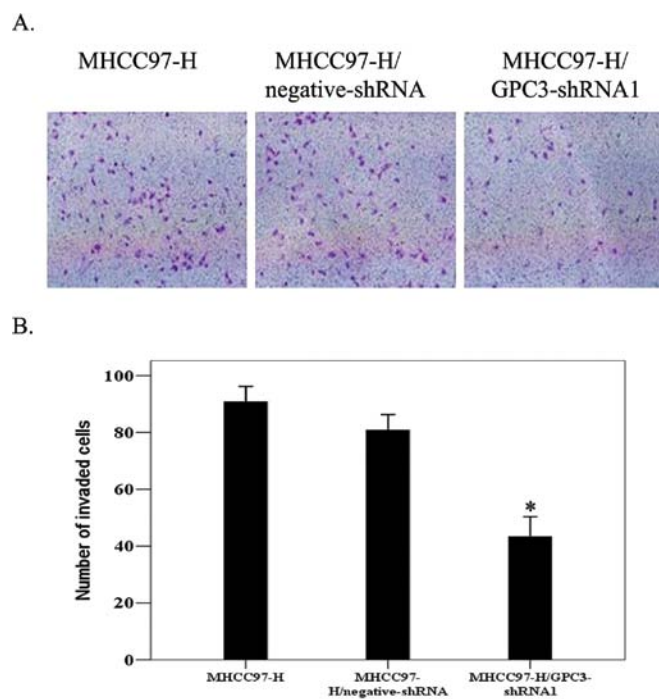 A.
MHCC97-H
MHCC97-H/
negative-shRNA
MHCC97-H/
GPC3-shRNA1
B.
Number of invaded cells
100
80
60
40
20
0
*
MHCC97-H
MHCC97-
H/negative-shRNA
MHCC97-H/GPC3-
shRNA1